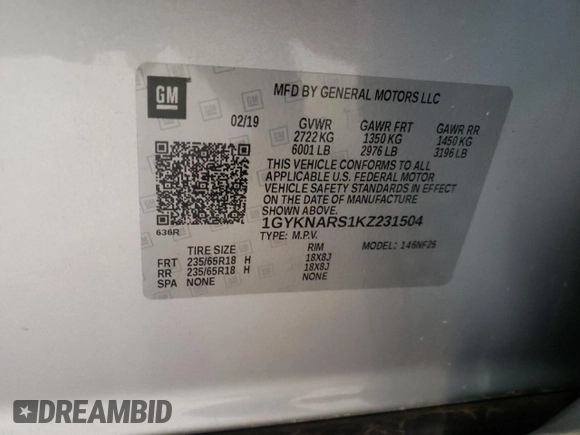 GM
MFD BY GENERAL MOTORS LLC
02/19 GVWR GAWR FRT GAWR RR
2722 KG 1350 KG 1450 KG
6001 LB 2976 LB 3196 LB
THIS VEHICLE CONFORMS TO ALL
APPLICABLE U.S. FEDERAL MOTOR
VEHICLE SAFETY STANDARDS IN EFFECT
ON THE DATE OF MANUFACTURE
SHOWN ABOVE.
1GYKNARS1KZ231504
636R
TYPE: M.P.V. MODEL: 146NF26
TIRE SIZE RIM
FRT 235/65R18 H 18X8J
RR 235/65R18 H 18X8J
SPA NONE NONE
DREAMBID